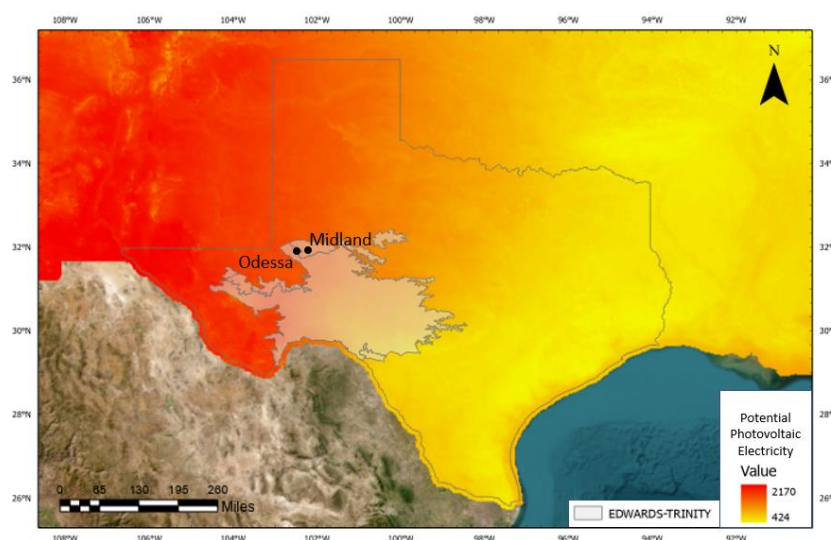 108°W 106°W 104°W 102°W 100°W 98°W 96°W 94°W 92°W
N
36°N 36°N
34°N 34°N
32°N 32°N
Midland
Odessa
30°N 30°N
28°N 28°N
26°N 26°N
Potential
Photovoltaic
Electricity
Value
2170
424
0 65 130 195 260
Miles
EDWARDS-TRINITY
108°W 106°W 104°W 102°W 100°W 98°W 96°W 94°W 92°W